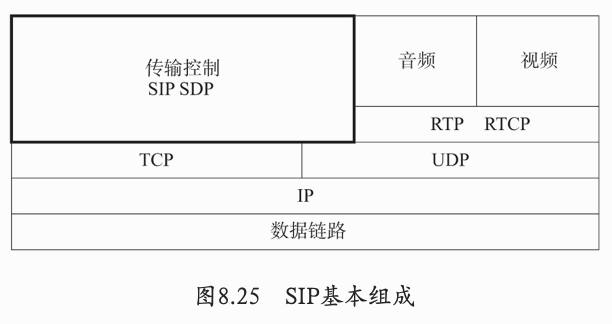 传输控制
SIP SDP
音频
视频
RTP RTCP
TCP
UDP
IP
数据链路
图8.25 SIP基本组成